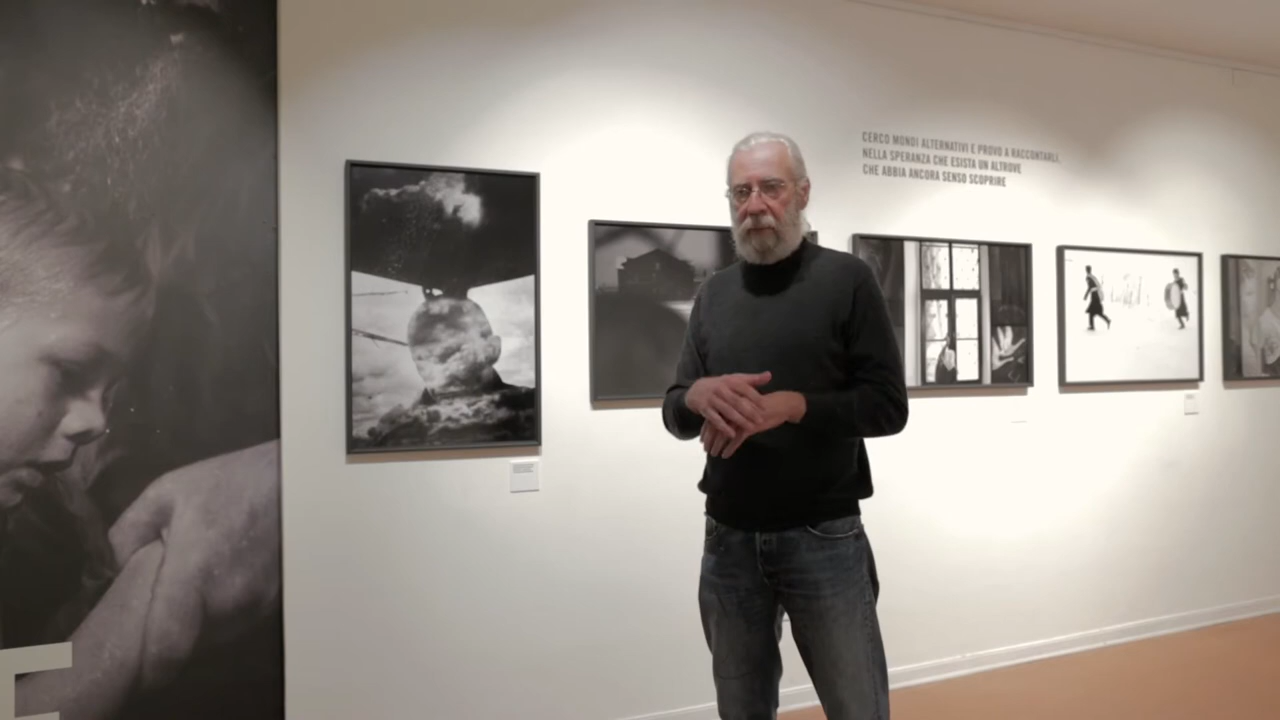 CERCO MONDI ALTERNATIVI E PROVO A RACCONTARLI,
NELLA SPERANZA CHE ESISTA UN ALTROVE
CHE ABBIA ANCORA SENSO SCOPRIRE